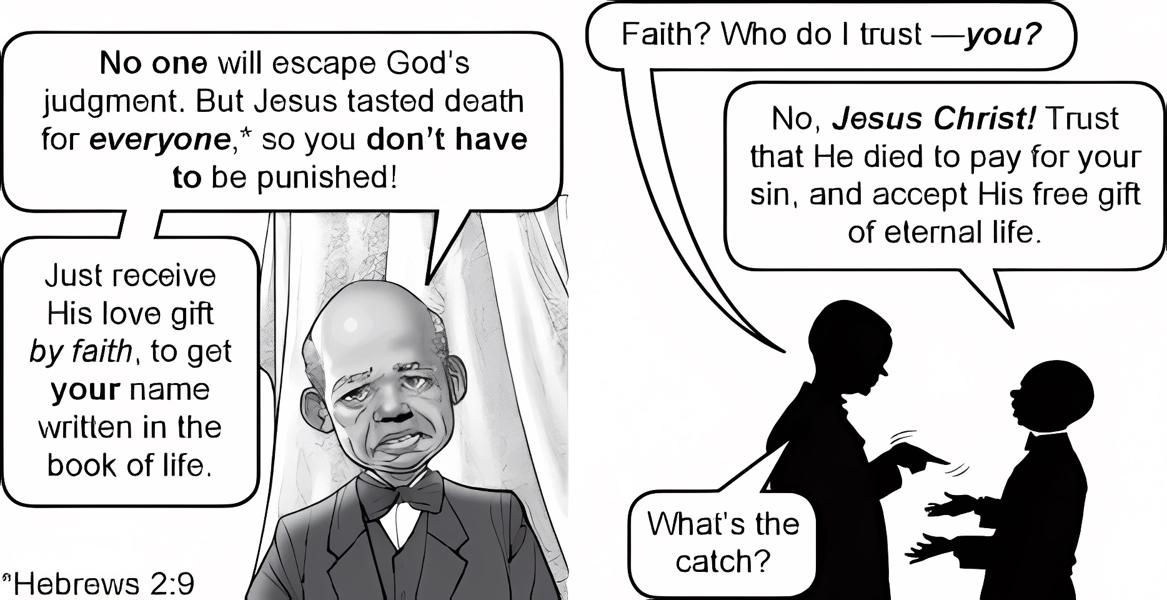 No one will escape God's
judgment. But Jesus tasted death
for everyone,* so you don't have
to be punished!
Just receive
His love gift
by faith, to get
your name
written in the
book of life.
*Hebrews 2:9
Faith? Who do I trust —you?
No, Jesus Christ! Trust
that He died to pay for your
sin, and accept His free gift
of eternal life.
What's the
catch?